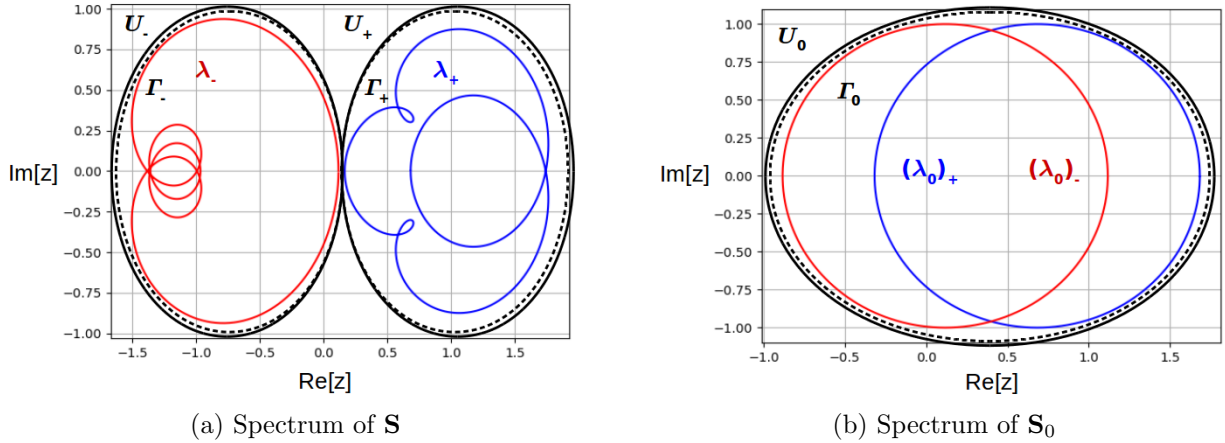 U₋
U₊
λ₋
λ₊
Γ₋
Γ₊
1.00
0.75
0.50
0.25
0.00
−0.25
−0.50
−0.75
−1.00
Im[z]
−1.5
−1.0
−0.5
0.0
0.5
1.0
1.5
Re[z]
(a) Spectrum of S
U₀
Γ₀
(λ₀)₊
(λ₀)₋
1.00
0.75
0.50
0.25
0.00
−0.25
−0.50
−0.75
−1.00
Im[z]
−1.0
−0.5
0.0
0.5
1.0
1.5
Re[z]
(b) Spectrum of S₀